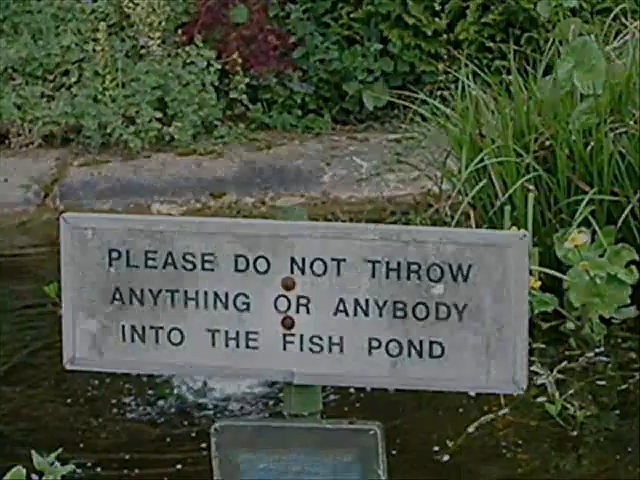 PLEASE DO NOT THROW
ANYTHING OR ANYBODY
INTO THE FISH POND